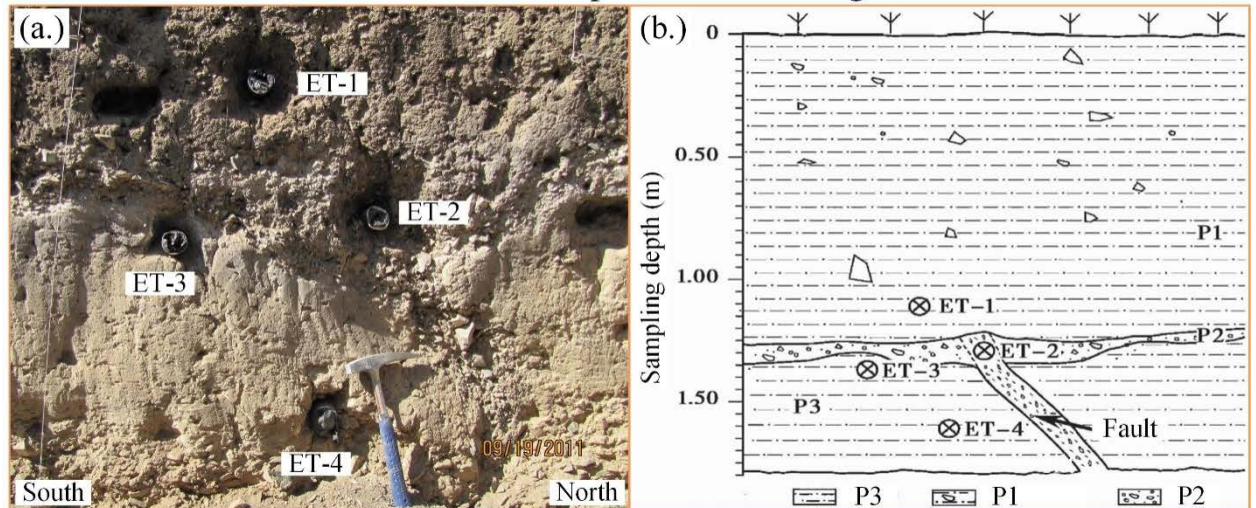 (a.)
ET-1
ET-2
ET-3
ET-4
09/19/2011
South
North
(b.)
0
0.50
1.00
1.50
Sampling depth (m)
P1
ET-1
P2
ET-2
ET-3
P3
ET-4
Fault
P3
P1
P2